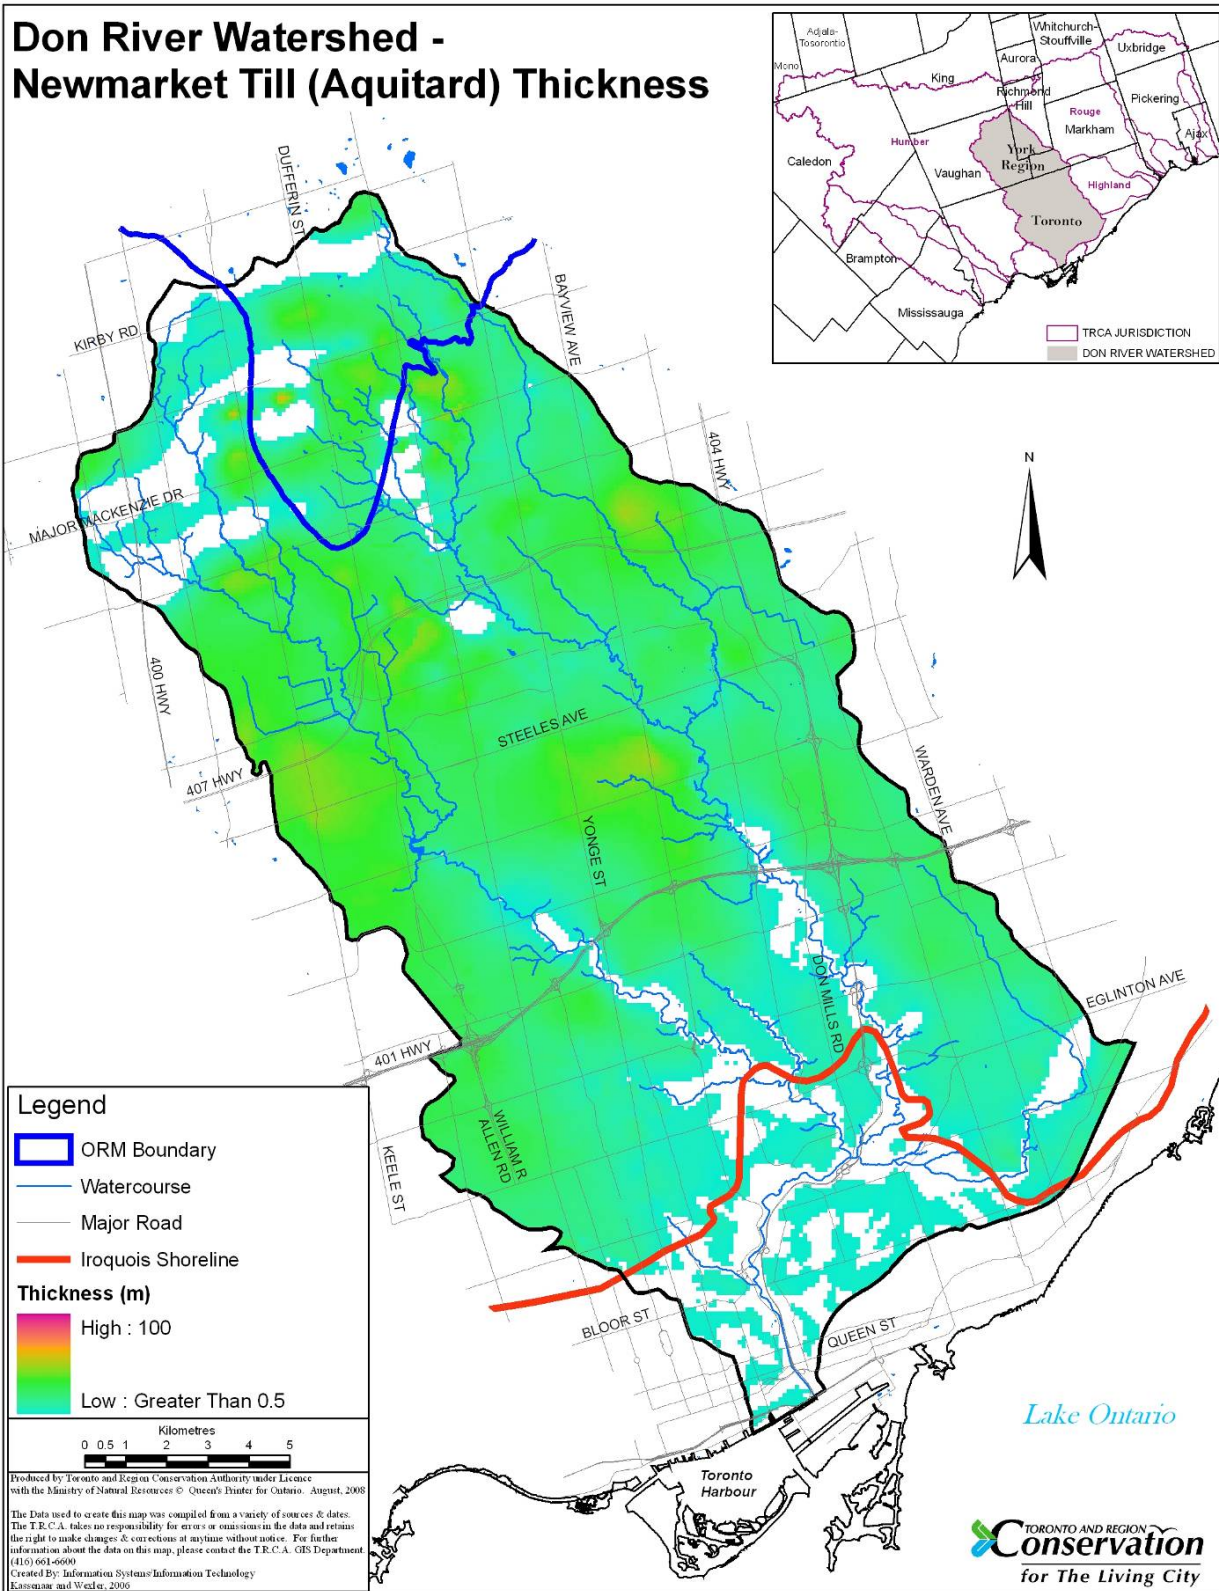 Don River Watershed -
Newmarket Till (Aquitard) Thickness
Adjala-
Tosorontio
Mono
King
Aurora
Whitchurch-
Stouffville
Uxbridge
Richmond
Hill
Pickering
Rouge
Markham
Ajax
Humber
Caledon
York
Region
Vaughan
Highland
Toronto
Brampton
Mississauga
TRCA JURISDICTION
DON RIVER WATERSHED
DUFFERIN ST
BAYVIEW AVE
KIRBY RD
404 HWY
N
MAJOR MACKENZIE DR
400 HWY
STEELES AVE
407 HWY
WARDEN AVE
YONGE ST
DON MILLS RD
EGLINTON AVE
401 HWY
WILLIAM R
ALLEN RD
KEELE ST
BLOOR ST
QUEEN ST
Lake Ontario
Toronto
Harbour
Legend
ORM Boundary
Watercourse
Major Road
Iroquois Shoreline
Thickness (m)
High : 100
Low : Greater Than 0.5
Kilometres
0 0.5 1 2 3 4 5
Produced by Toronto and Region Conservation Authority under Licence
with the Ministry of Natural Resources © Queen's Printer for Ontario. August, 2008
The Data used to create this map was compiled from a variety of sources & dates.
The T.R.C.A. takes no responsibility for errors or omissions in the data and retains
the right to make changes & corrections at anytime without notice. For further
information about the data on this map, please contact the T.R.C.A. GIS Department.
(416) 661-6600
Created By: Information Systems/Information Technology
Kassenaar and Wexler, 2006
TORONTO AND REGION
Conservation
for The Living City